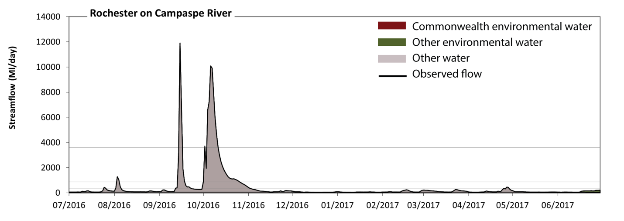 Rochester on Campaspe River
Streamflow (Ml/day)
14000
12000
10000
8000
6000
4000
2000
0
Commonwealth environmental water
Other environmental water
Other water
Observed flow
07/2016 08/2016 09/2016 10/2016 11/2016 12/2016 01/2017 02/2017 03/2017 04/2017 05/2017 06/2017